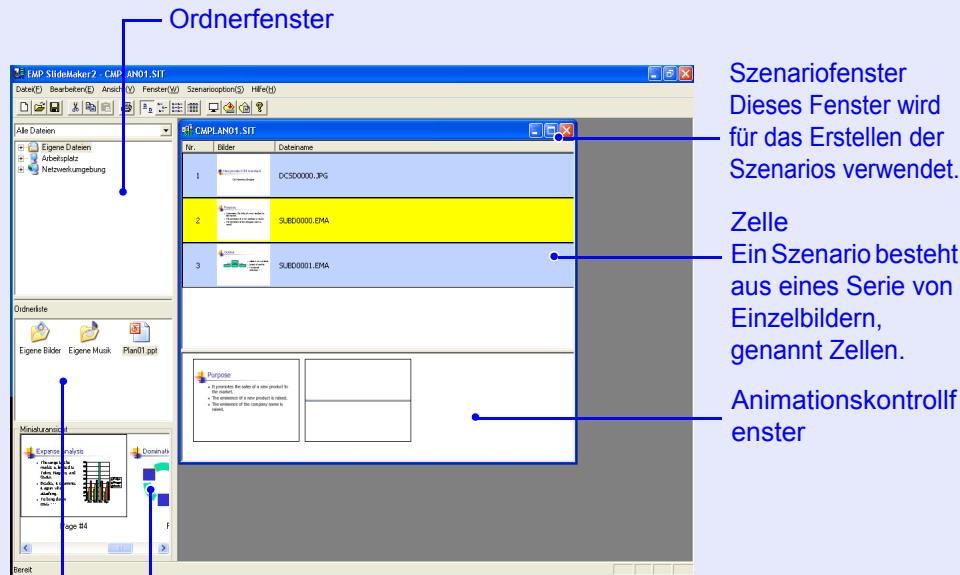 Ordnerfenster
EMP SlideMaker2 - CMPLAN01.SIT
Datei(F) Bearbeiten(E) Ansicht(V) Fenster(W) Szenariooption(S) Hilfe(H)
Alle Dateien
Eigene Dateien
Arbeitsplatz
Netzwerkumgebung
Ordnerliste
Eigene Bilder Eigene Musik Plan01.ppt
Miniaturansicht
Expense Analysis
Dominati
Page #4
Bereit
CMPLAN01.SIT
Nr. Bilder Dateiname
1 DCSD0000.JPG
2 Purpose SUBD0000.EMA
3 SUBD0001.EMA
Purpose
It promotes the sales of a new product to
the market.
The eminence of a new product is raised.
The eminence of the company name is
raised.
Szenariofenster
Dieses Fenster wird
für das Erstellen der
Szenarios verwendet.
Zelle
Ein Szenario besteht
aus eines Serie von
Einzelbildern,
genannt Zellen.
Animationskontrollf
enster